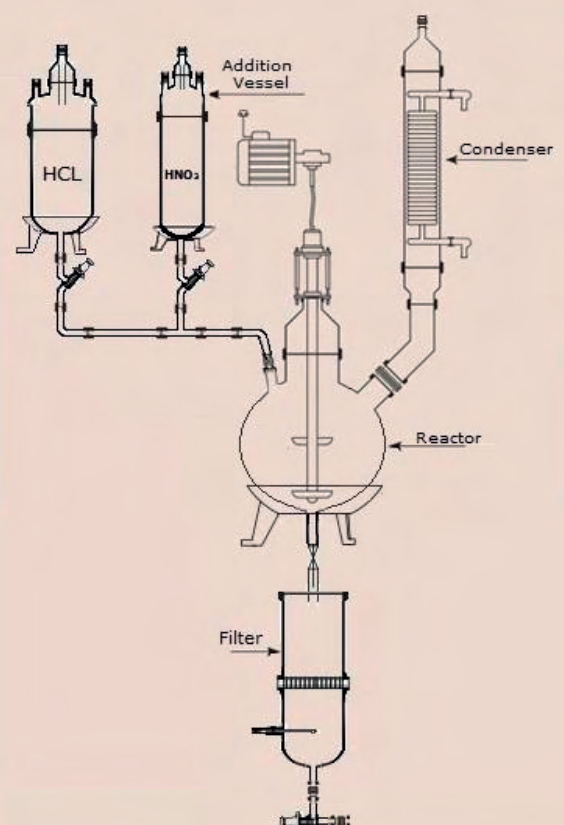 Addition
Vessel
HCL
HNO₃
Condenser
Reactor
Filter